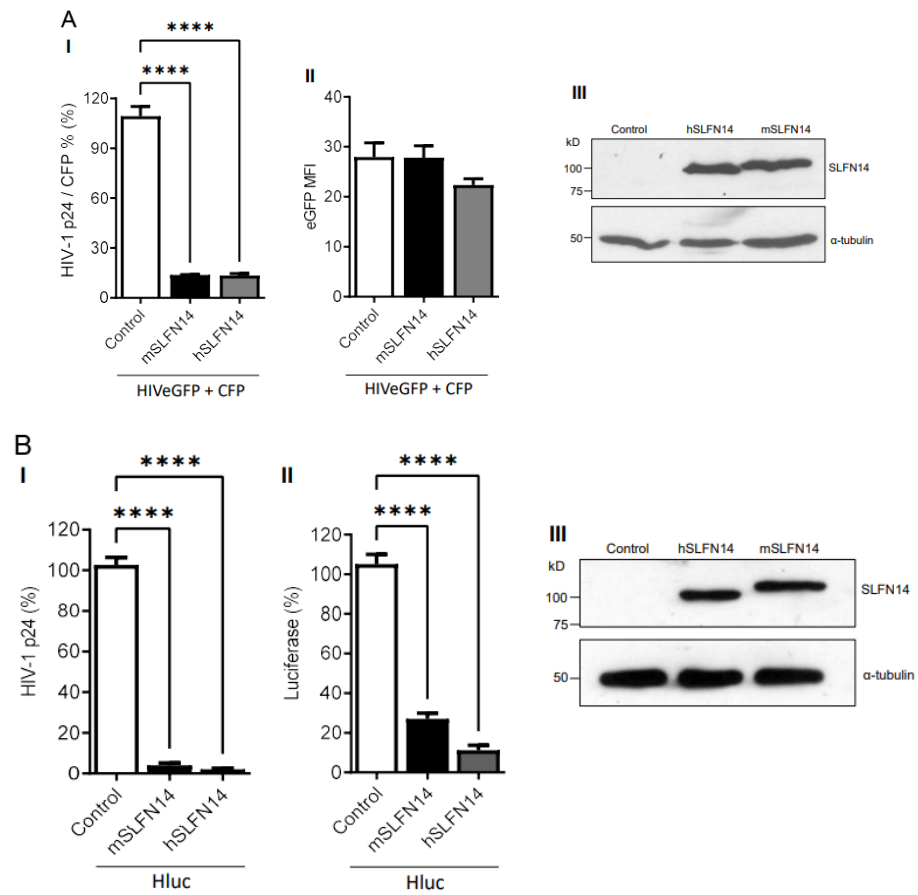 A
I
****
****
HIV-1 p24 / CFP % (%)
120
90
60
30
0
Control
mSLFN14
hSLFN14
HIVeGFP + CFP
II
eGFP MFI
40
30
20
10
0
Control
mSLFN14
hSLFN14
HIVeGFP + CFP
III
Control hSLFN14 mSLFN14
kD
100
75
SLFN14
50
α-tubulin
B
I
****
****
HIV-1 p24 (%)
120
100
80
60
40
20
0
Control
mSLFN14
hSLFN14
Hluc
II
****
****
Luciferase (%)
120
100
80
60
40
20
0
Control
mSLFN14
hSLFN14
Hluc
III
Control hSLFN14 mSLFN14
kD
100
75
SLFN14
50
α-tubulin